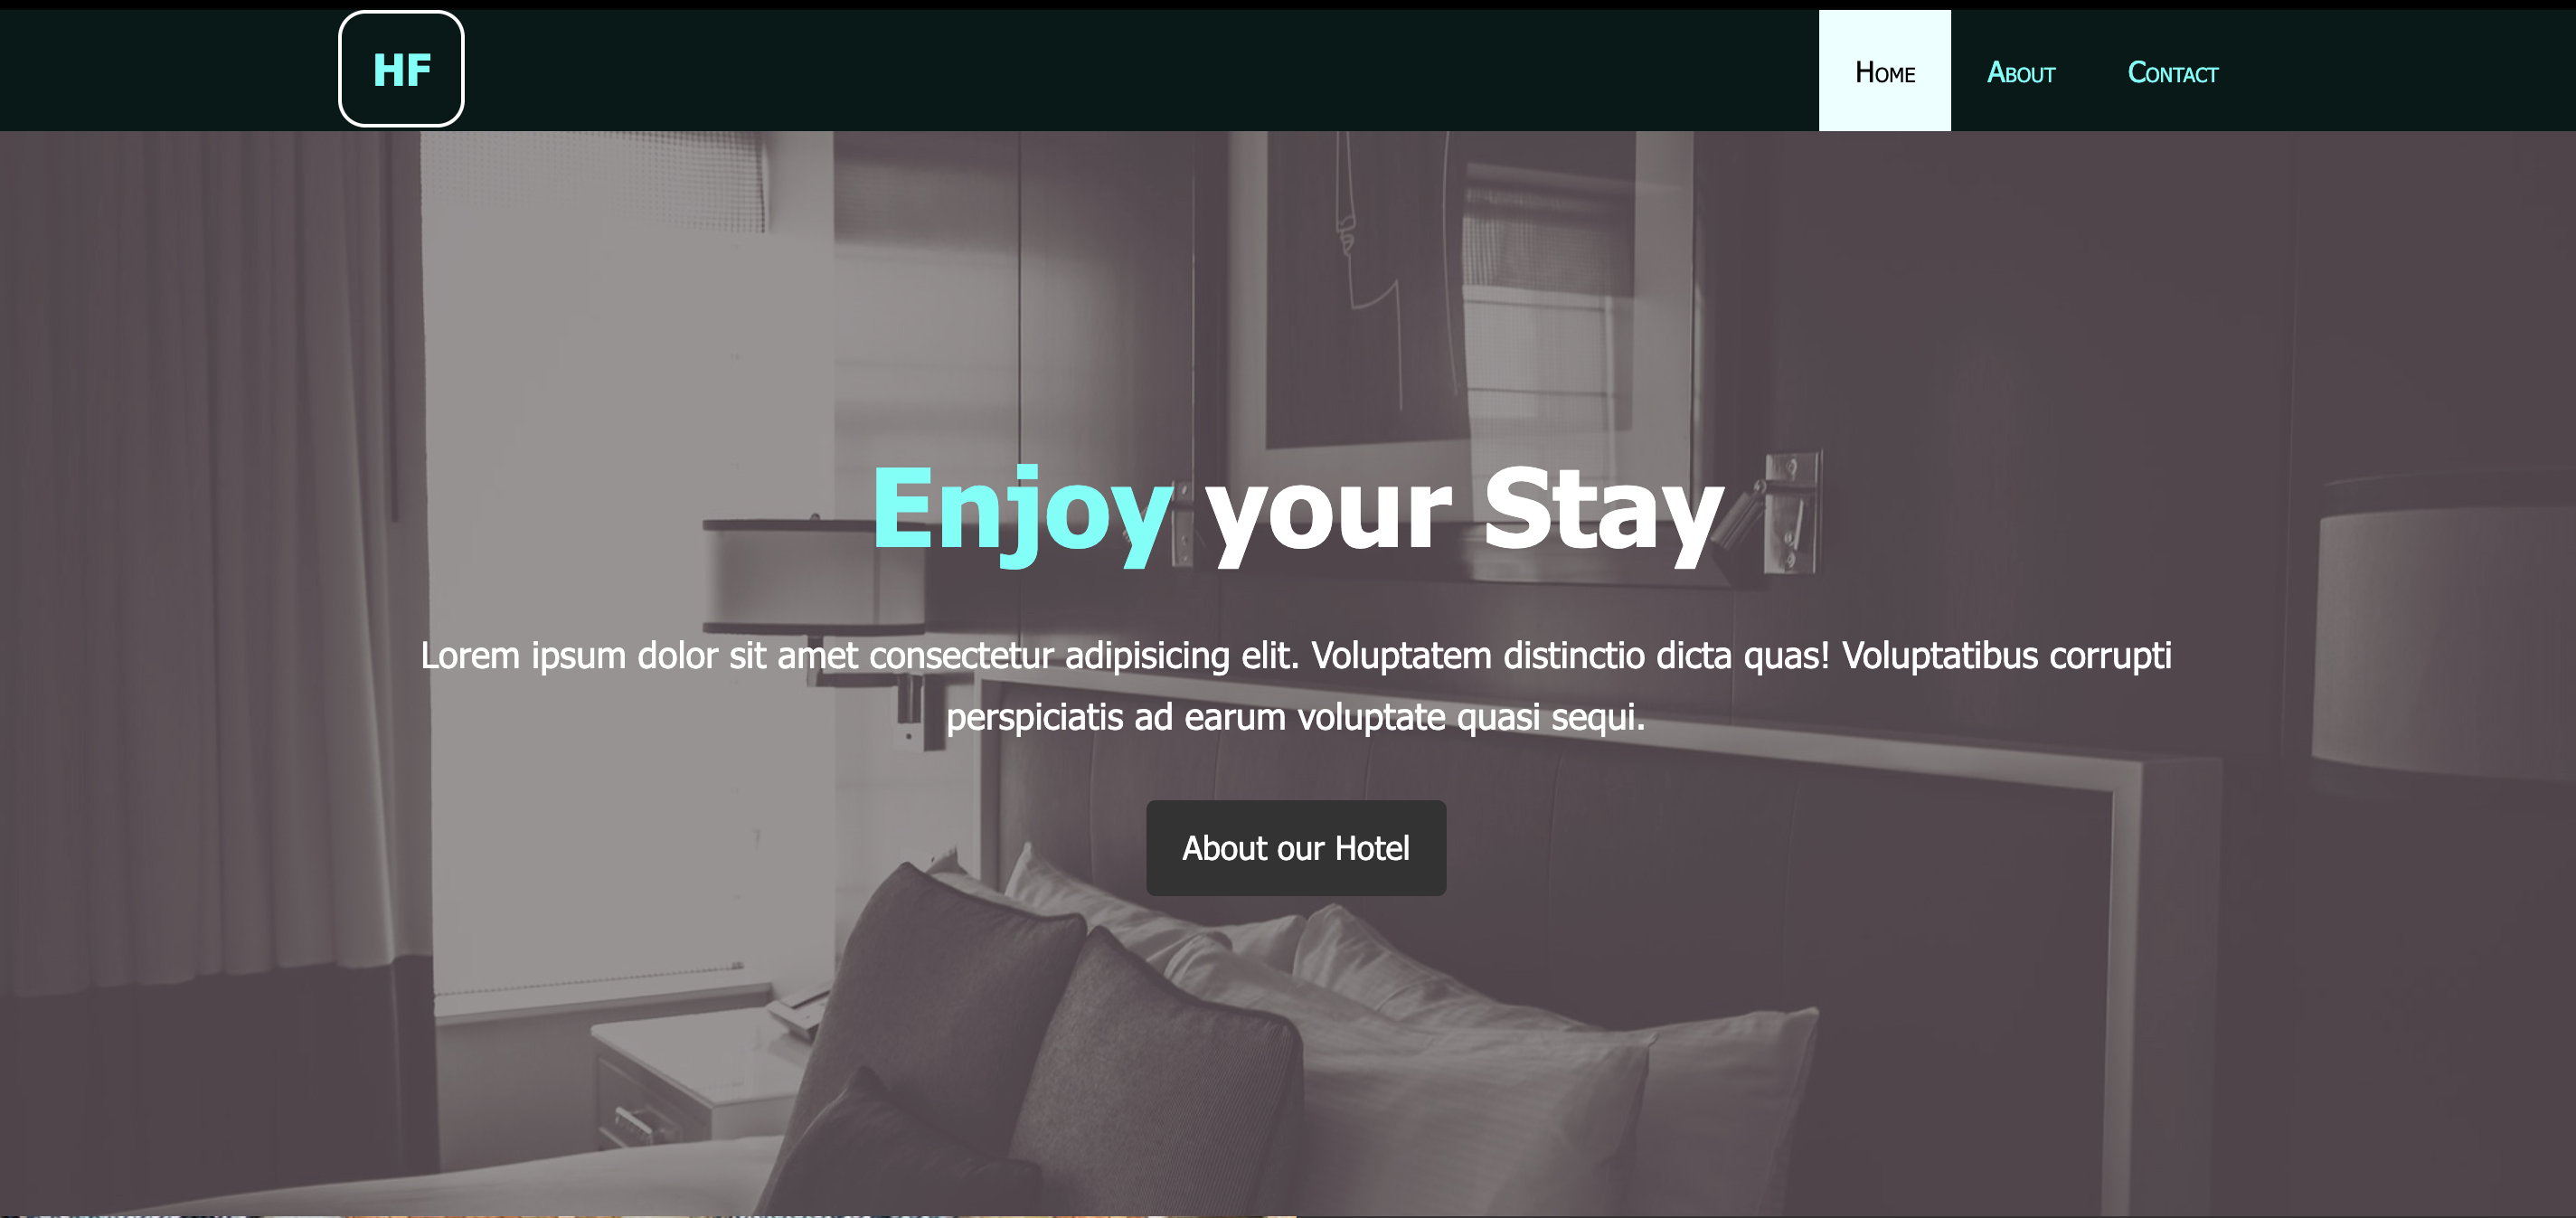 HF
Home
About
Contact
Enjoy your Stay
Lorem ipsum dolor sit amet consectetur adipisicing elit. Voluptatem distinctio dicta quas! Voluptatibus corrupti
perspiciatis ad earum voluptate quasi sequi.
About our Hotel